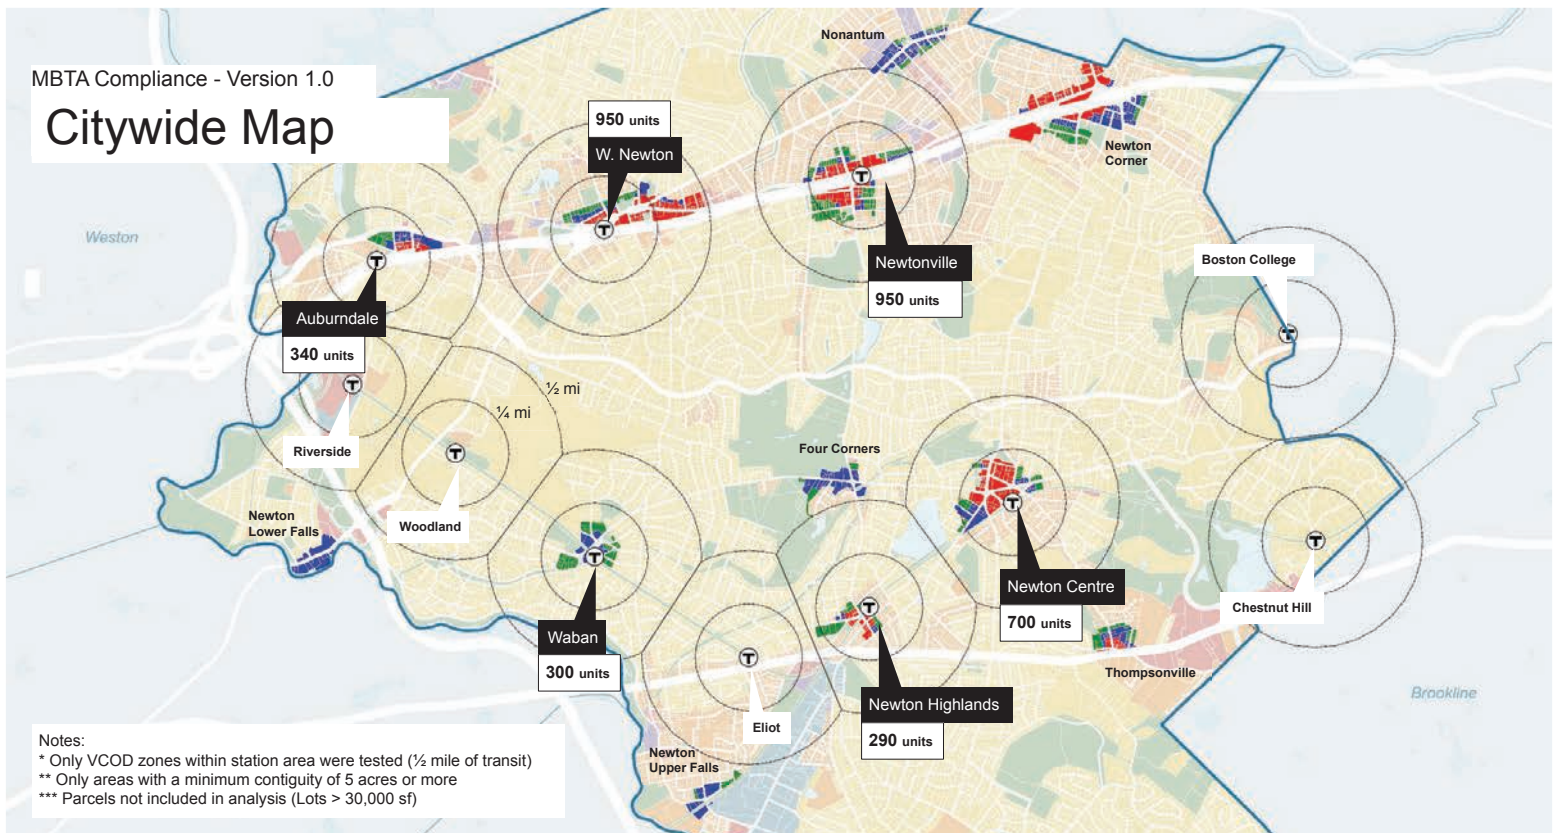 MBTA Compliance - Version 1.0
Citywide Map
Nonantum
950 units
W. Newton
Newton
Corner
Weston
Newtonville
950 units
Boston College
Auburndale
340 units
½ mi
¼ mi
Riverside
Four Corners
Newton
Lower Falls
Woodland
Newton Centre
700 units
Chestnut Hill
Waban
300 units
Thompsonville
Newton Highlands
290 units
Brookline
Eliot
Newton
Upper Falls
Notes:
* Only VCOD zones within station area were tested (½ mile of transit)
** Only areas with a minimum contiguity of 5 acres or more
*** Parcels not included in analysis (Lots > 30,000 sf)
T
T
T
T
T
T
T
T
T
T
T